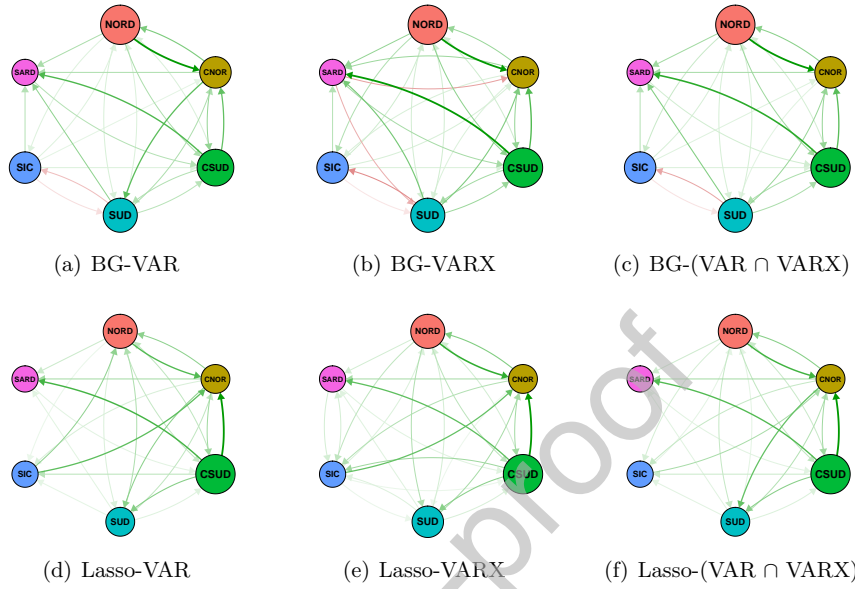 NORD NORD NORD
SARD CNOR SARD CNOR SARD CNOR
SIC CSUD SIC CSUD SIC CSUD
SUD SUD SUD
(a) BG-VAR (b) BG-VARX (c) BG-(VAR ∩ VARX)
NORD NORD NORD
SARD CNOR SARD CNOR SARD CNOR
SIC CSUD SIC CSUD SIC CSUD
SUD SUD SUD
(d) Lasso-VAR (e) Lasso-VARX (f) Lasso-(VAR ∩ VARX)
-proof